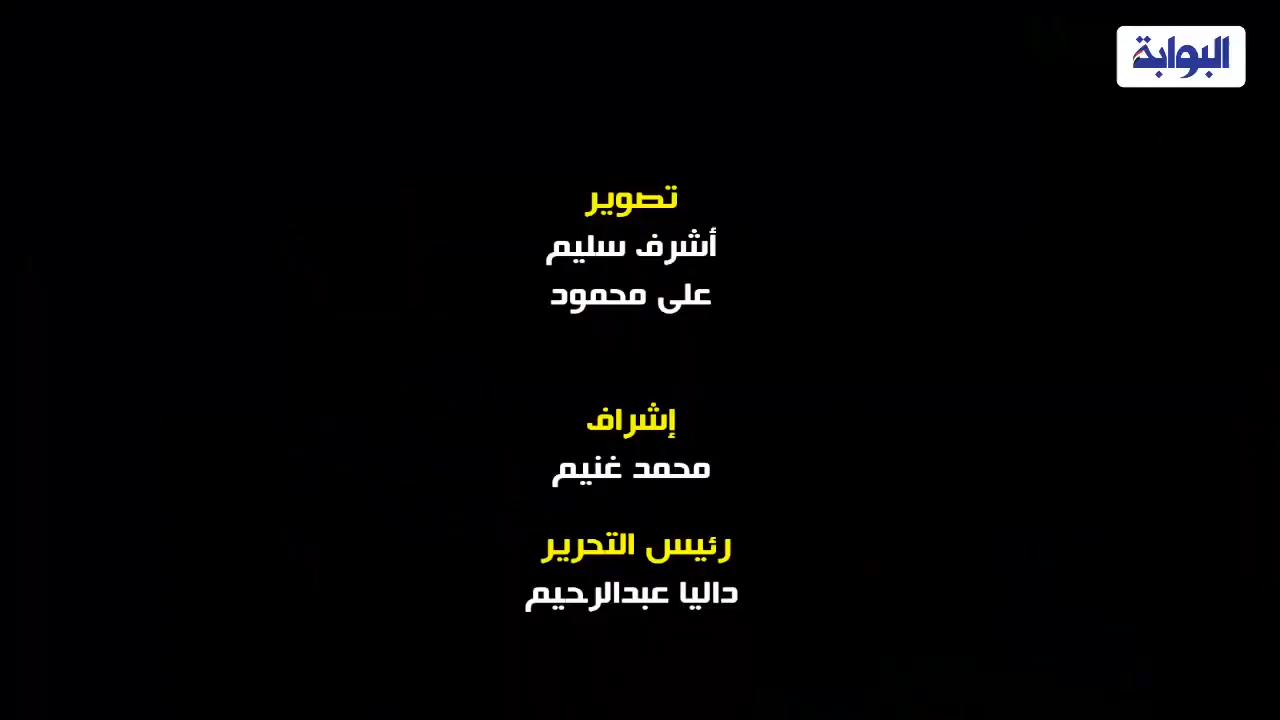 البوابة
تصوير
أشرف سليم
على محمود
إشراف
محمد غنيم
رئيس التحرير
داليا عبدالرحيم